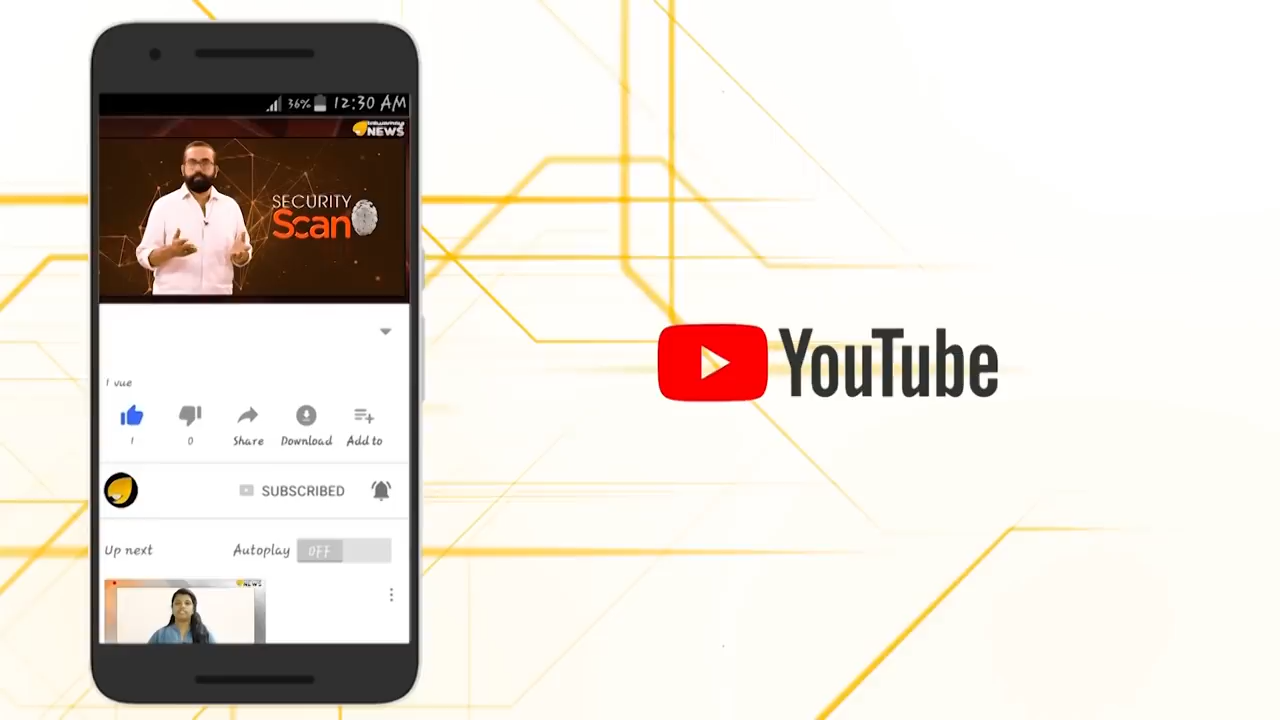 36% 12:30 AM
NEWS
SECURITY
Scan
1 vue
1
0
Share
Download
Add to
SUBSCRIBED
Up next
Autoplay
OFF
NEWS
YouTube